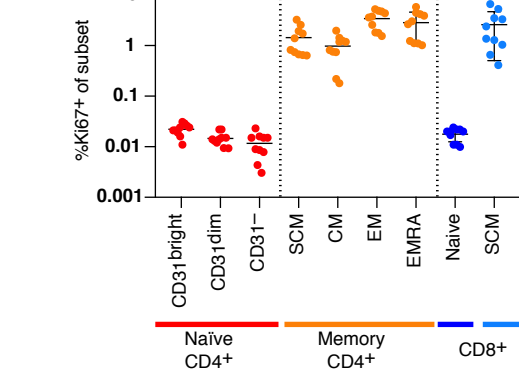 %Ki67+ of subset
1
0.1
0.01
0.001
CD31bright
CD31dim
CD31−
SCM
CM
EM
EMRA
Naive
SCM
Naïve
CD4+
Memory
CD4+
CD8+